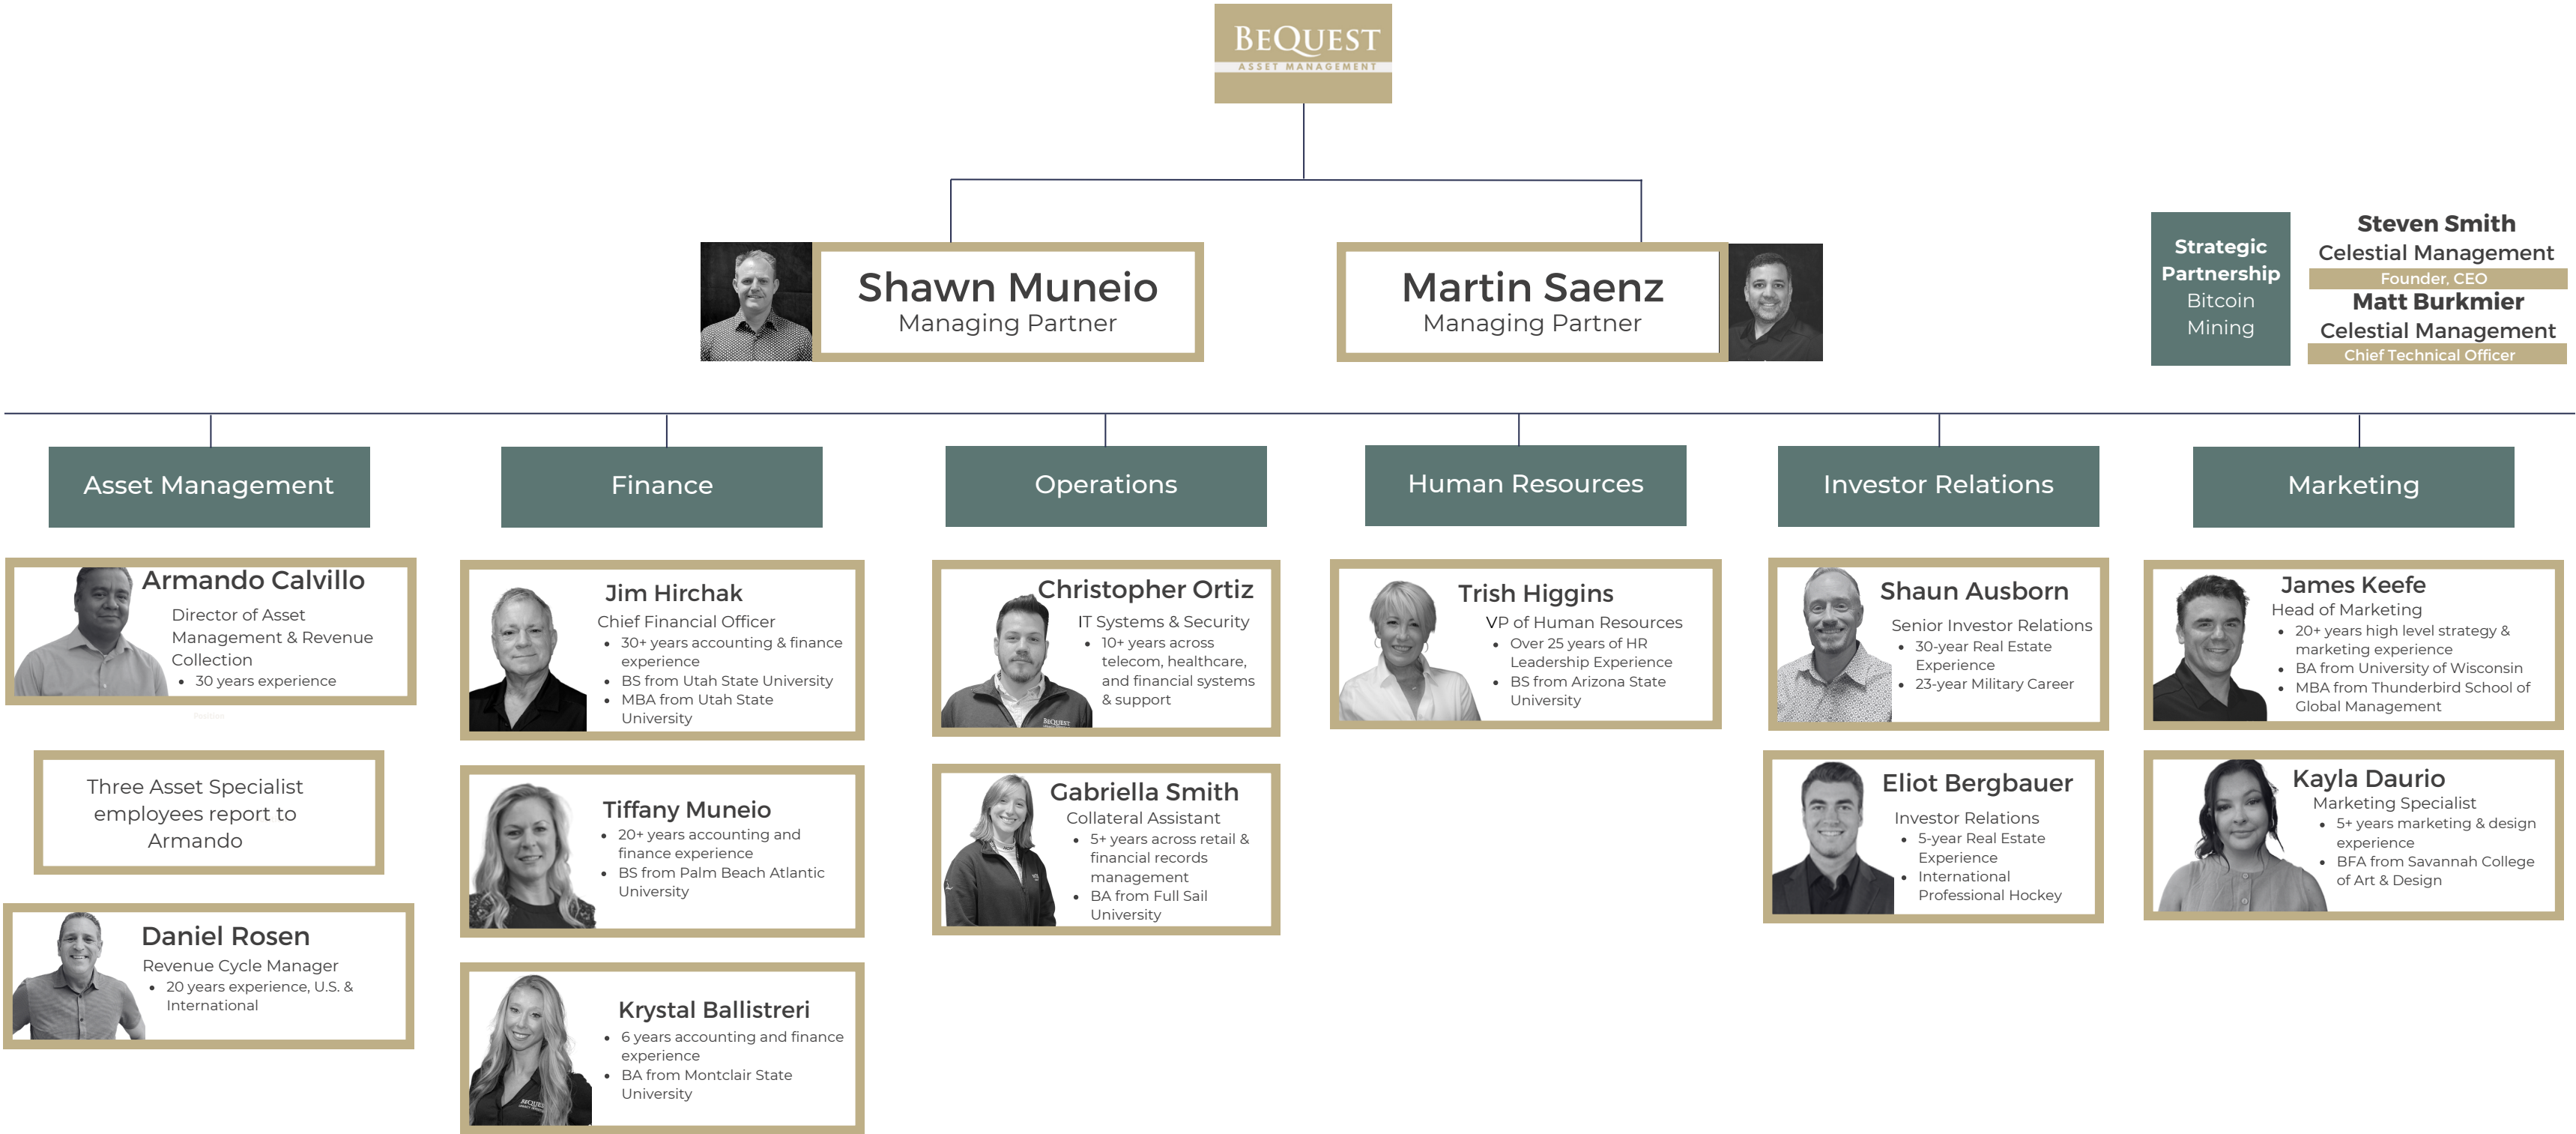 BEQUEST
ASSET MANAGEMENT
Shawn Muneio
Managing Partner
Martin Saenz
Managing Partner
Strategic
Partnership
Bitcoin
Mining
Steven Smith
Celestial Management
Founder, CEO
Matt Burkmier
Celestial Management
Chief Technical Officer
Asset Management
Armando Calvillo
Director of Asset
Management & Revenue
Collection
• 30 years experience
Three Asset Specialist
employees report to
Armando
Daniel Rosen
Revenue Cycle Manager
• 20 years experience, U.S. &
International
Finance
Jim Hirchak
Chief Financial Officer
• 30+ years accounting & finance
experience
• BS from Utah State University
• MBA from Utah State
University
Tiffany Muneio
• 20+ years accounting and
finance experience
• BS from Palm Beach Atlantic
University
Krystal Ballistreri
• 6 years accounting and finance
experience
• BA from Montclair State
University
BEQUEST
Operations
Christopher Ortiz
IT Systems & Security
• 10+ years across
telecom, healthcare,
and financial systems
& support
BEQUEST
Gabriella Smith
Collateral Assistant
• 5+ years across retail &
financial records
management
• BA from Full Sail
University
Human Resources
Trish Higgins
VP of Human Resources
• Over 25 years of HR
Leadership Experience
• BS from Arizona State
University
Investor Relations
Shaun Ausborn
Senior Investor Relations
• 30-year Real Estate
Experience
• 23-year Military Career
Eliot Bergbauer
Investor Relations
• 5-year Real Estate
Experience
• International
Professional Hockey
Marketing
James Keefe
Head of Marketing
• 20+ years high level strategy &
marketing experience
• BA from University of Wisconsin
• MBA from Thunderbird School of
Global Management
Kayla Daurio
Marketing Specialist
• 5+ years marketing & design
experience
• BFA from Savannah College
of Art & Design